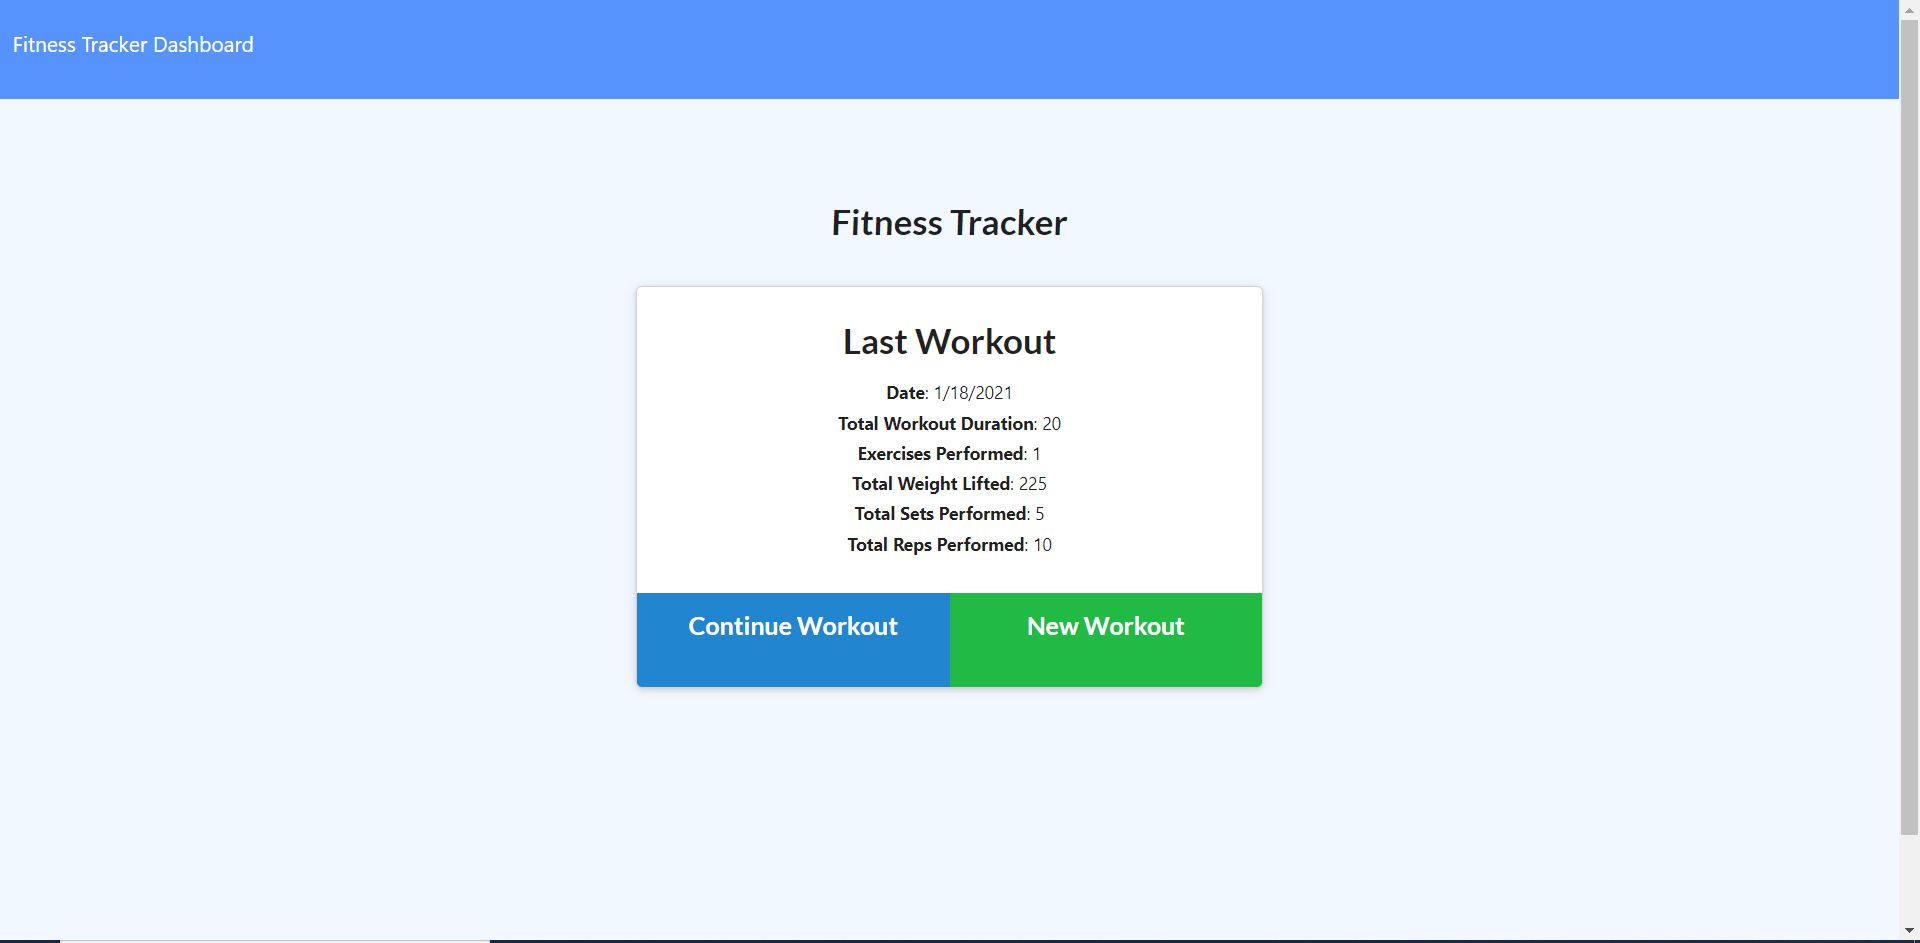 Fitness Tracker Dashboard
Fitness Tracker
Last Workout
Date: 1/18/2021
Total Workout Duration: 20
Exercises Performed: 1
Total Weight Lifted: 225
Total Sets Performed: 5
Total Reps Performed: 10
Continue Workout
New Workout